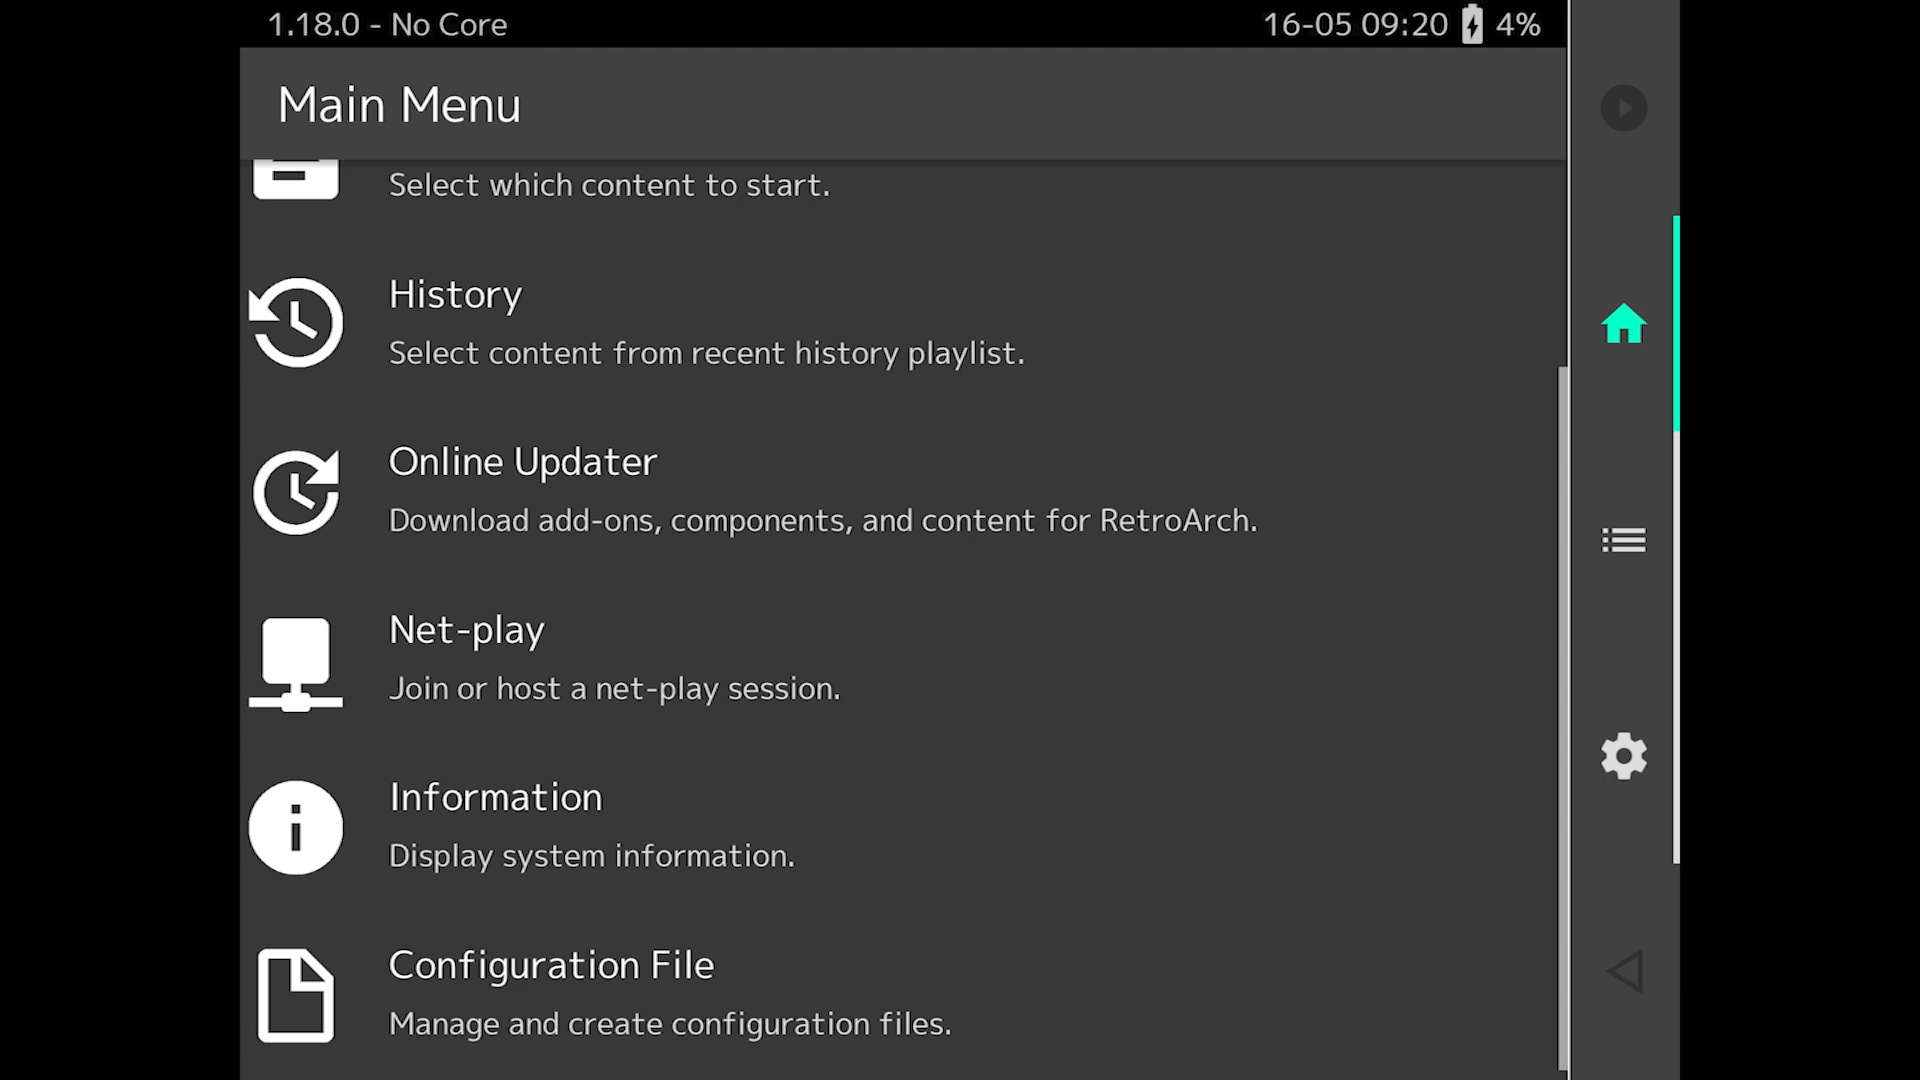 1.18.0 - No Core
16-05 09:20 4%
Main Menu
Select which content to start.
History
Select content from recent history playlist.
Online Updater
Download add-ons, components, and content for RetroArch.
Net-play
Join or host a net-play session.
Information
Display system information.
Configuration File
Manage and create configuration files.